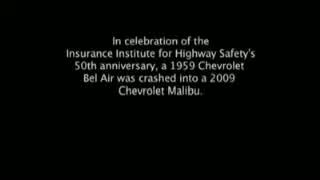 In celebration of the
Insurance Institute for Highway Safety's
50th anniversary, a 1959 Chevrolet
Bel Air was crashed into a 2009
Chevrolet Malibu.